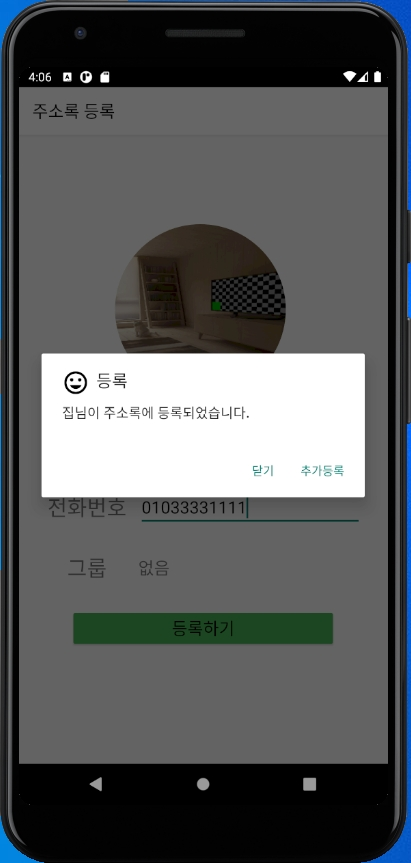 4:06
주소록 등록
등록
집님이 주소록에 등록되었습니다.
닫기 추가등록
전화번호 01033331111
그룹 없음
등록하기